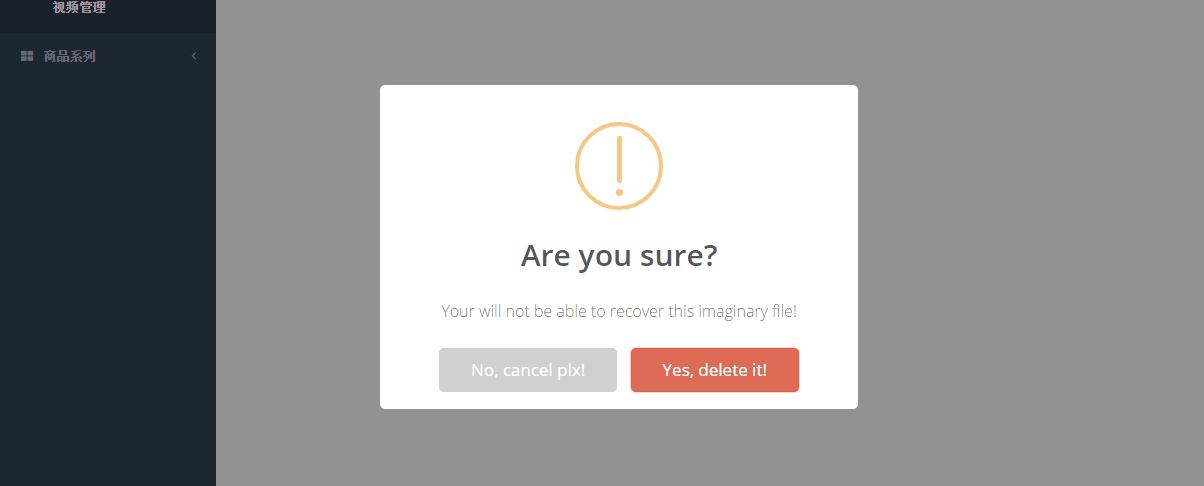 视频管理
商品系列
Are you sure?
Your will not be able to recover this imaginary file!
No, cancel plx!
Yes, delete it!